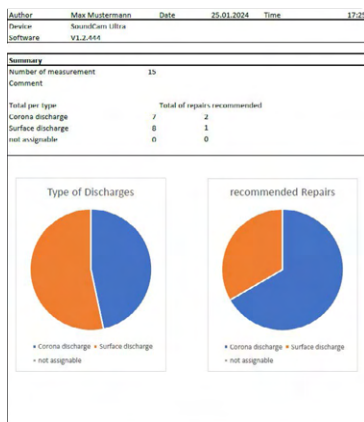 Author Max Mustermann Date 25.01.2024 Time 17:25
Device SoundCam Ultra
Software V1.2.444
Summary
Number of measurement 15
Comment
Total per type Total of repairs recommended
Corona discharge 7 2
Surface discharge 8 1
not assignable 0 0
Type of Discharges
Corona discharge Surface discharge
not assignable
recommended Repairs
Corona discharge Surface discharge
not assignable